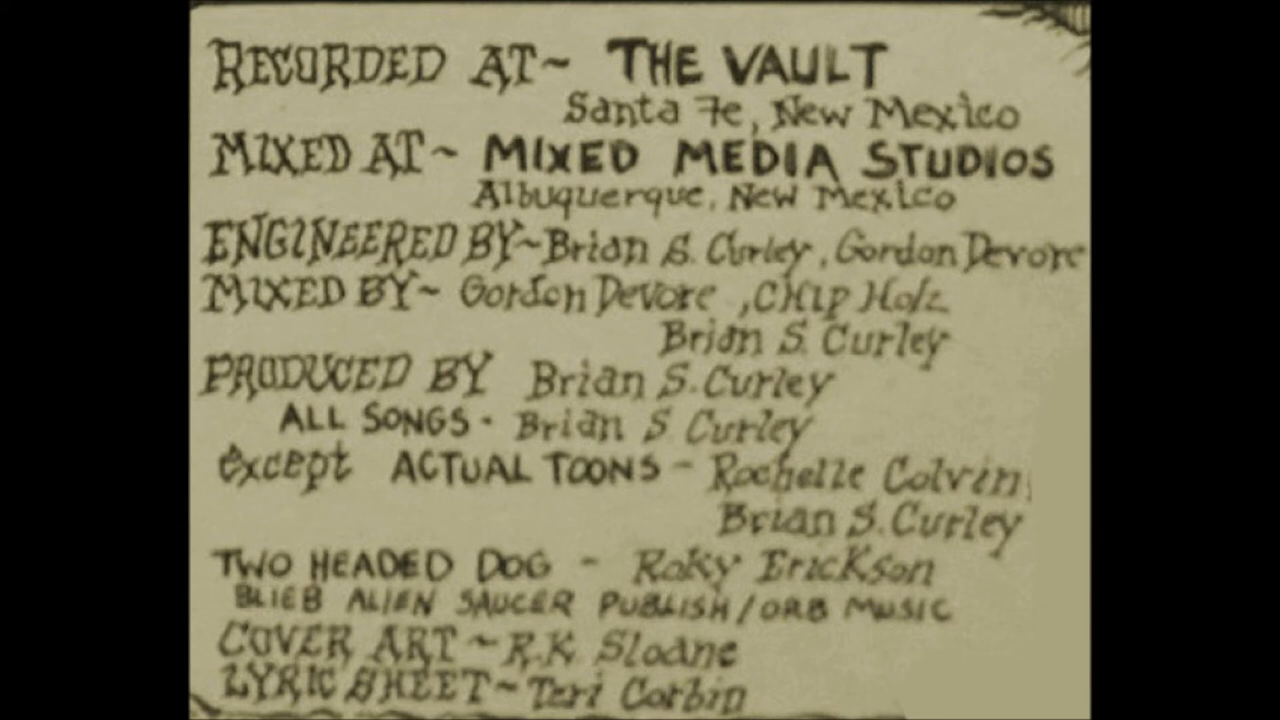 RECORDED AT~ THE VAULT
Santa Fe, New Mexico
MIXED AT~ MIXED MEDIA STUDIOS
Albuquerque, New Mexico
ENGINEERED BY~Brian S. Curley, Gordon Devore
MIXED BY~ Gordon Devore, CHIP Holz
Brian S. Curley
PRODUCED BY Brian S. Curley
ALL SONGS - Brian S Curley
except ACTUAL TOONS - Rochelle Colvin,
Brian S. Curley
TWO HEADED DOG - Roky Erickson
BLIEB ALIEN SAUCER PUBLISH/ORB MUSIC
COVER ART ~ R.K Sloane
LYRIC SHEET~ Teri Corbin